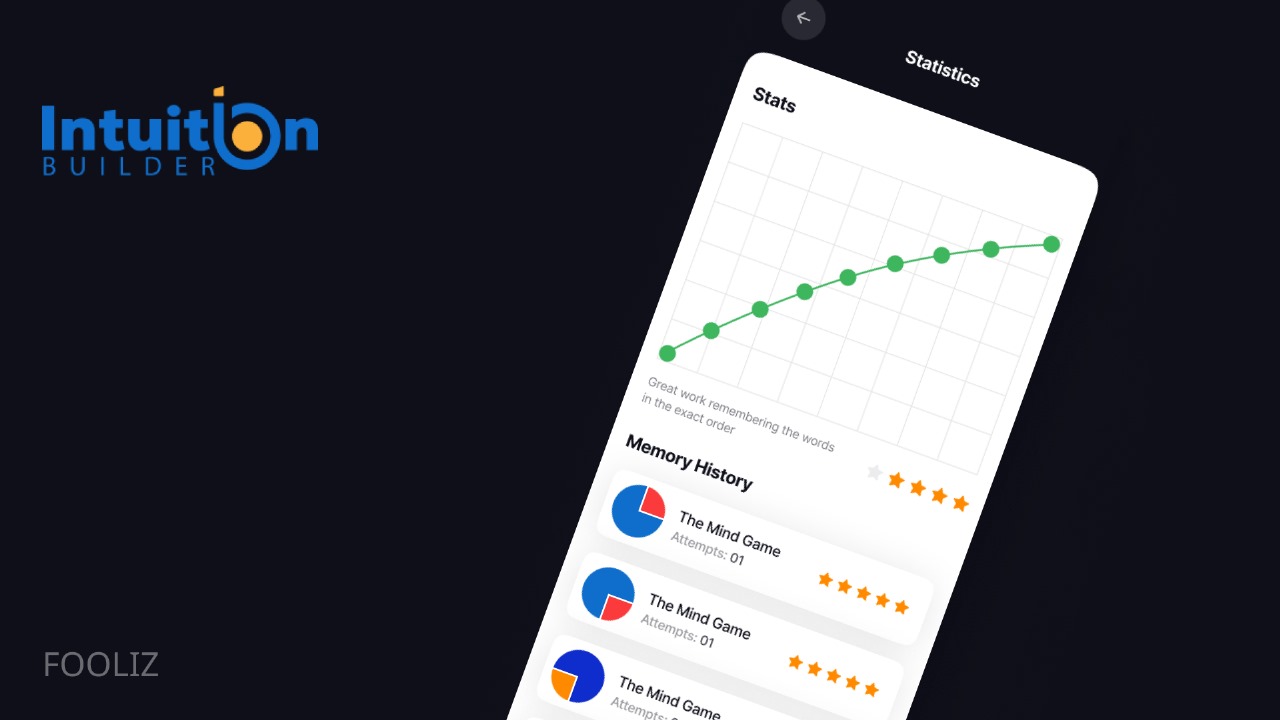 Intuition
BUILDER
FOOLIZ
Statistics
Stats
Great work remembering the words
in the exact order
Memory History
The Mind Game
Attempts: 01
The Mind Game
Attempts: 01
The Mind Game
Attempts: